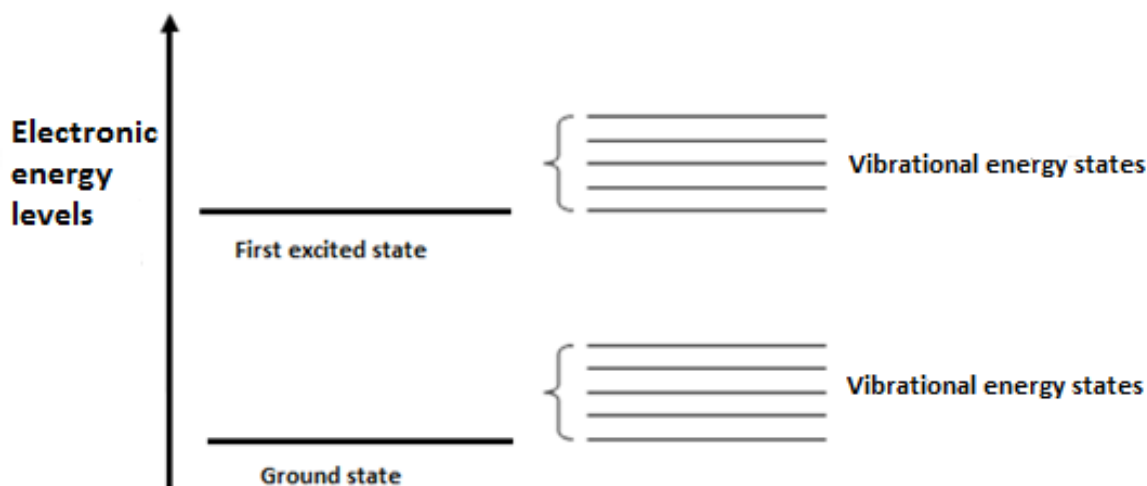 Electronic
energy
levels
Vibrational energy states
First excited state
Vibrational energy states
Ground state